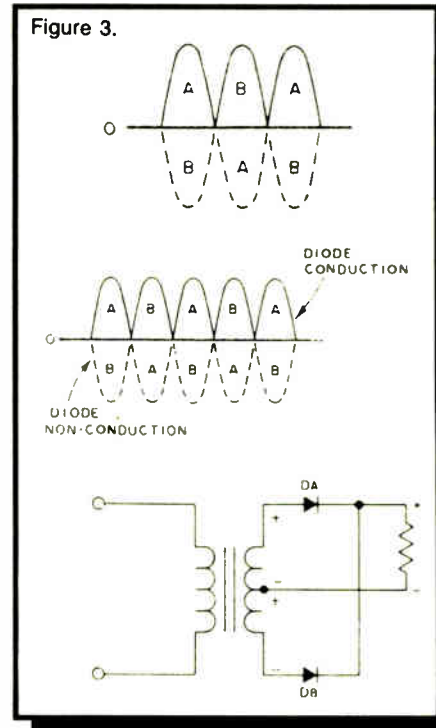 Figure 3.
A B A
O
B A B
DIODE
CONDUCTION
A B A B A
O
B A B A B
DIODE
NON-CONDUCTION
DA
+ +
-
+ -
DB